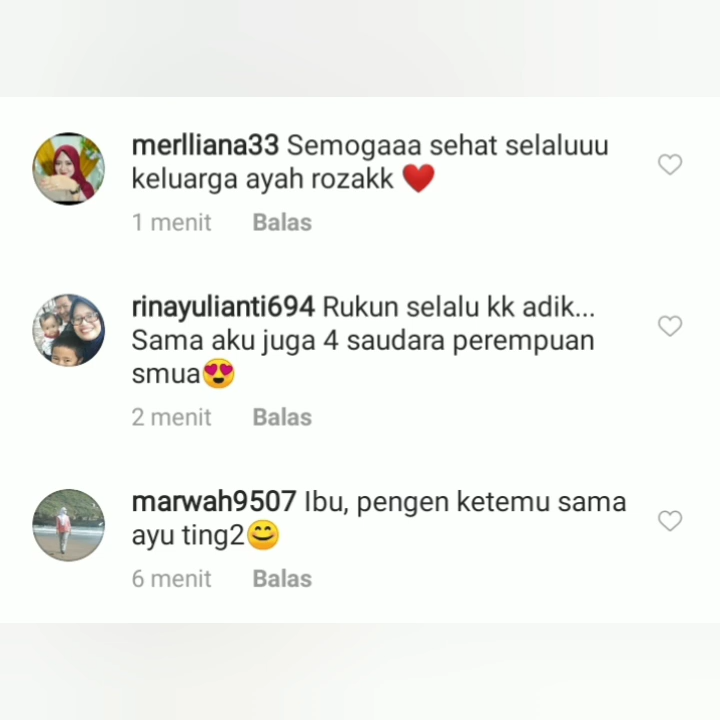 merlliana33 Semogaaa sehat selaluuu
keluarga ayah rozakk ❤️
1 menit Balas
rinayulianti694 Rukun selalu kk adik...
Sama aku juga 4 saudara perempuan
smua😍
2 menit Balas
marwah9507 Ibu, pengen ketemu sama
ayu ting2😊
6 menit Balas